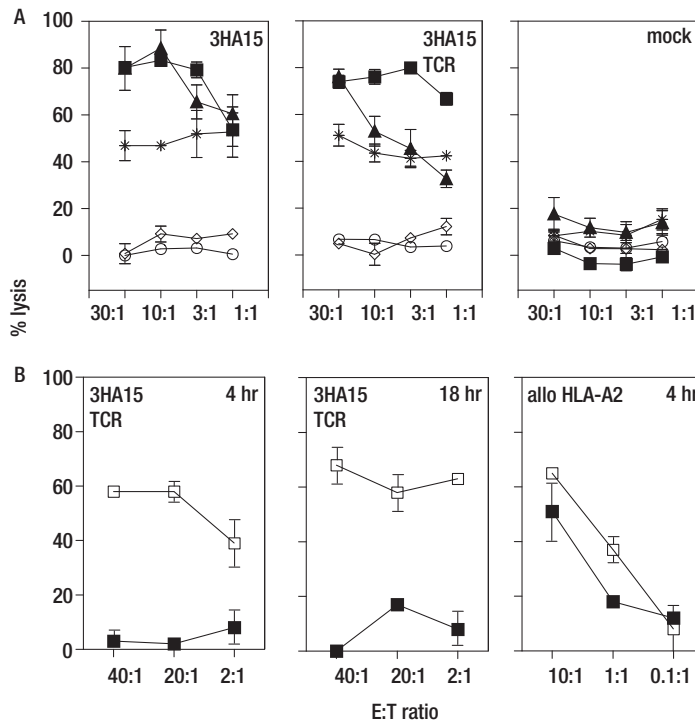 A
3HA15
3HA15
TCR
mock
100
80
60
40
20
0
30:1 10:1 3:1 1:1
30:1 10:1 3:1 1:1
30:1 10:1 3:1 1:1
% lysis
B
3HA15
TCR
4 hr
3HA15
TCR
18 hr
allo HLA-A2
4 hr
100
80
60
40
20
0
40:1 20:1 2:1
40:1 20:1 2:1
10:1 1:1 0.1:1
E:T ratio